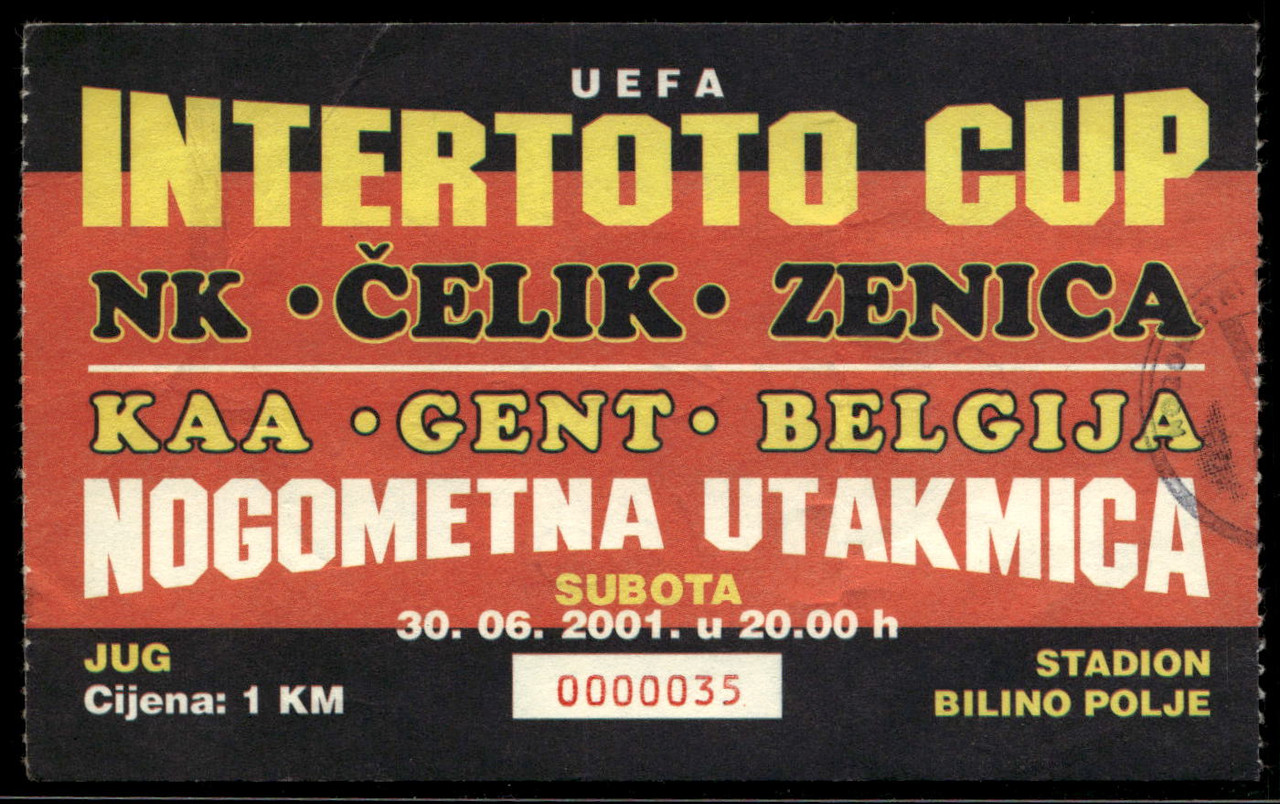 UEFA
INTERTOTO CUP
NK • ČELIK • ZENICA
KAA • GENT • BELGIJA
NOGOMETNA UTAKMICA
SUBOTA
30. 06. 2001. u 20.00 h
JUG
Cijena: 1 KM
0000035
STADION
BILINO POLJE